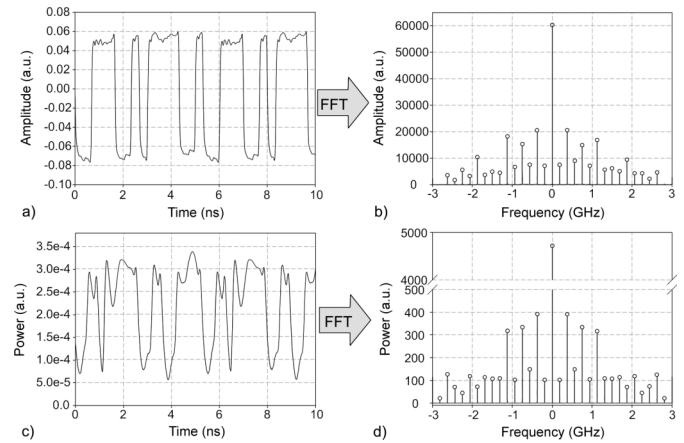 Amplitude (a.u.)
0.08
0.06
0.04
0.02
0.00
-0.02
-0.04
-0.06
-0.08
-0.10
0 2 4 6 8 10
a) Time (ns)
FFT
Amplitude (a.u.)
60000
50000
40000
30000
20000
10000
0
-3 -2 -1 0 1 2 3
b) Frequency (GHz)
Power (a.u.)
3.5e-4
3.0e-4
2.5e-4
2.0e-4
1.5e-4
1.0e-4
5.0e-5
0.0
0 2 4 6 8 10
c) Time (ns)
FFT
Power (a.u.)
5000
4000
500
400
300
200
100
0
-3 -2 -1 0 1 2 3
d) Frequency (GHz)